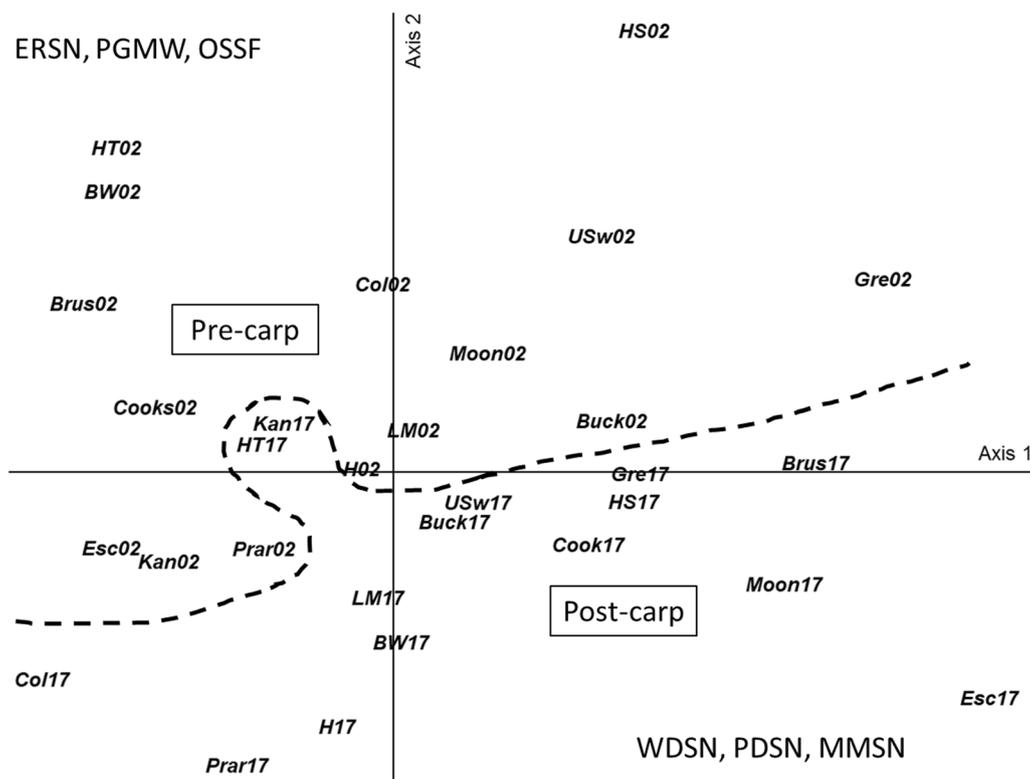 HS02
Axis 2
ERSN, PGMW, OSSF
HT02
BW02
USw02
Gre02
Col02
Brus02
Pre-carp
Moon02
Cooks02
Buck02
Kan17
LM02
HT17
Axis 1
Brus17
H02
Gre17
USw17
HS17
Buck17
Cook17
Esc02
Prar02
Kan02
Moon17
LM17
Post-carp
BW17
Col17
Esc17
H17
WDSN, PDSN, MMSN
Prar17